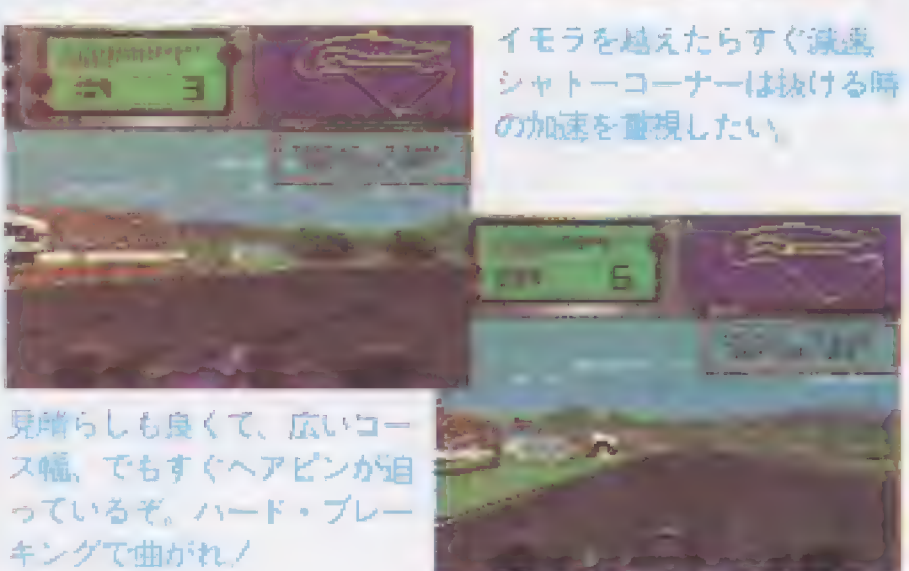 イモラを越えたらすぐ減速
シャトーコーナーは抜ける時
の加速を重視したい。
3
5
見晴らしも良くて、広いコー
ス幅、でもすぐヘアピンが迫
っているぞ。ハード・ブレー
キングで曲がれ!